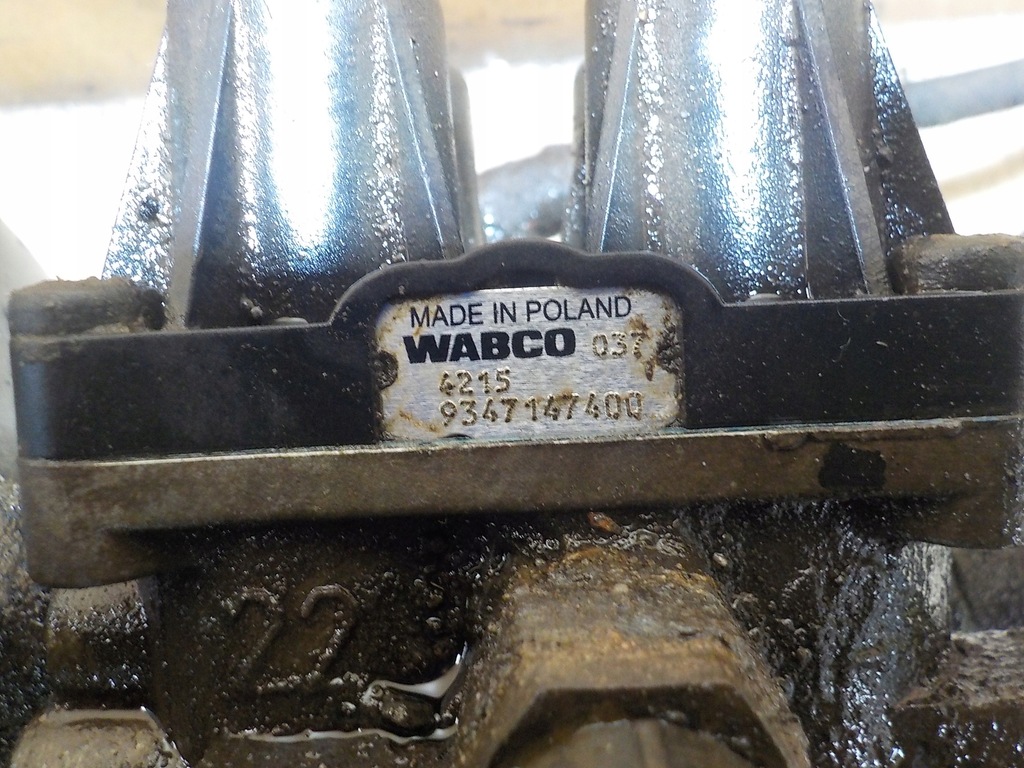 MADE IN POLAND
WABCO 037
4215
9347147400
22